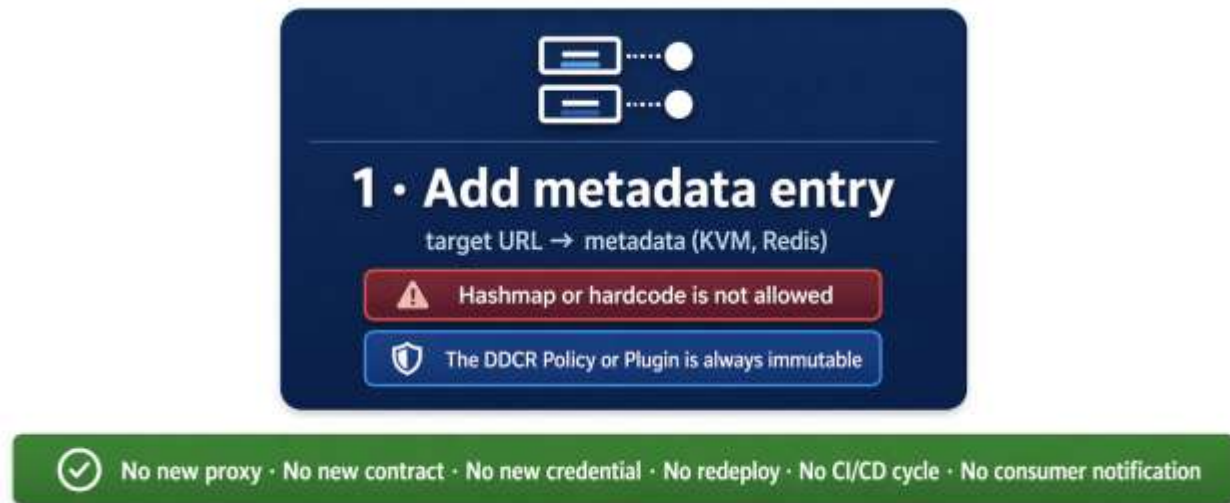 1 · Add metadata entry
target URL → metadata (KVM, Redis)
Hashmap or hardcode is not allowed
The DDCR Policy or Plugin is always immutable
No new proxy · No new contract · No new credential · No redeploy · No CI/CD cycle · No consumer notification